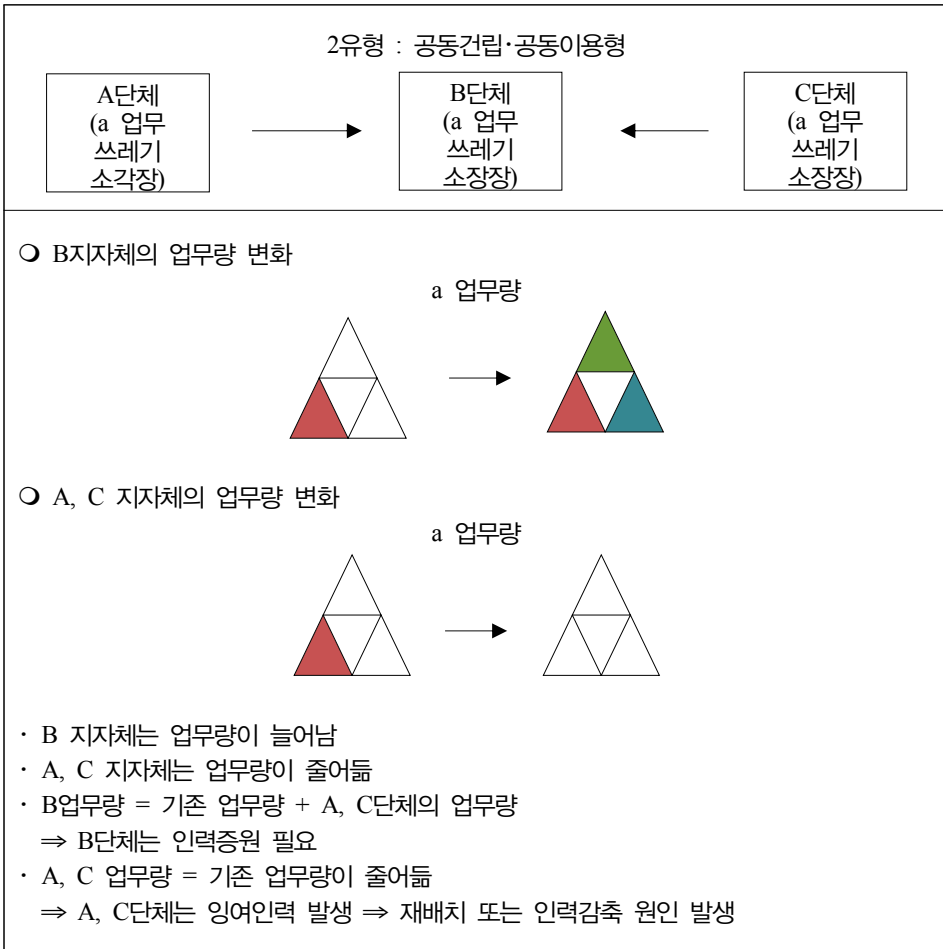 2유형 : 공동건립·공동이용형
A단체
(a 업무
쓰레기
소각장)
B단체
(a 업무
쓰레기
소장장)
C단체
(a 업무
쓰레기
소장장)
❍ B지자체의 업무량 변화
a 업무량
❍ A, C 지자체의 업무량 변화
a 업무량
· B 지자체는 업무량이 늘어남
· A, C 지자체는 업무량이 줄어듦
· B업무량 = 기존 업무량 + A, C단체의 업무량
⇒ B단체는 인력증원 필요
· A, C 업무량 = 기존 업무량이 줄어듦
⇒ A, C단체는 잉여인력 발생 ⇒ 재배치 또는 인력감축 원인 발생